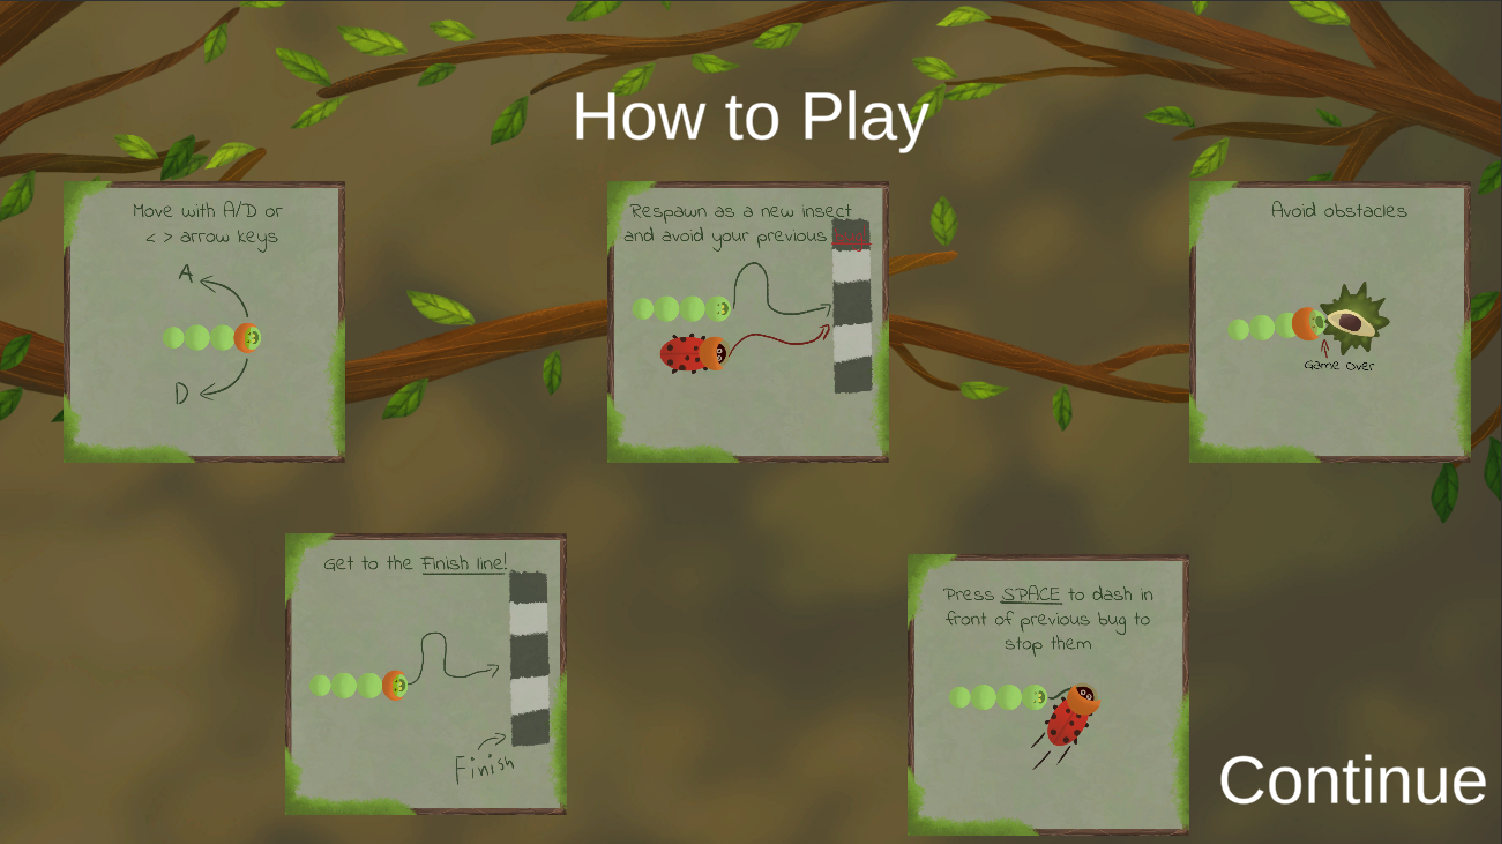 How to Play
Move with A/D or
< > arrow keys
A
D
Respawn as a new insect
and avoid your previous bug!
Avoid obstacles
Game Over
Get to the Finish line!
Finish
Press SPACE to dash in
front of previous bug to
stop them
Continue